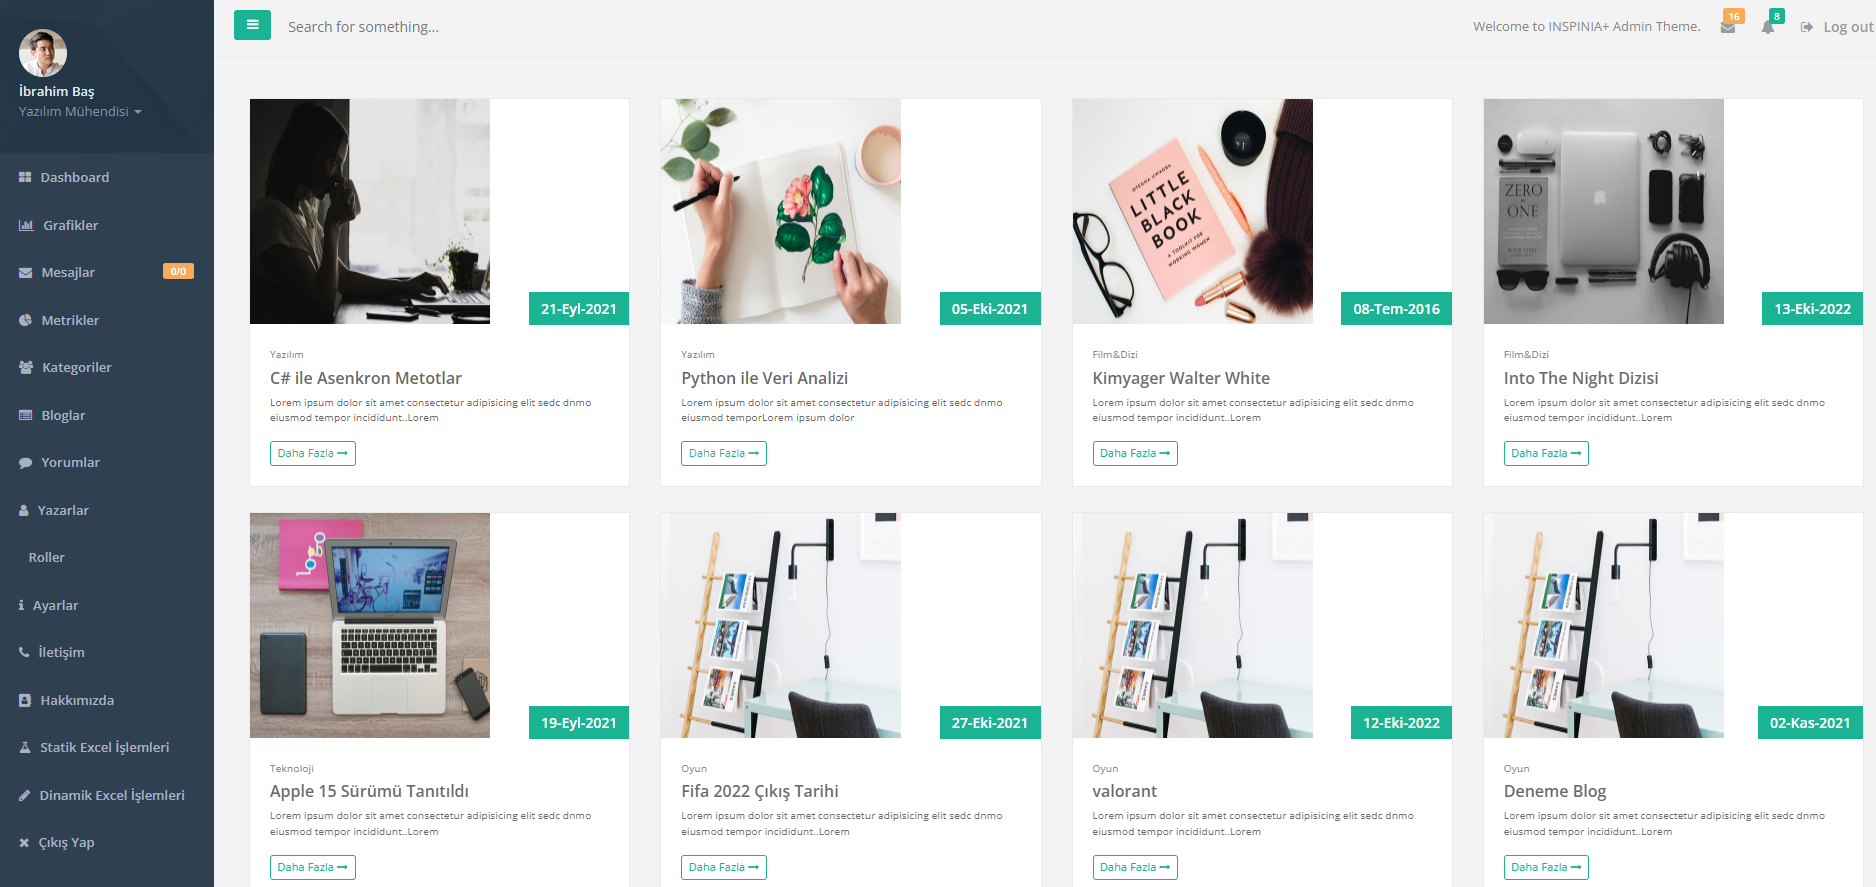 İbrahim Baş
Yazılım Mühendisi
Dashboard
Grafikler
Mesajlar 0/0
Metrikler
Kategoriler
Bloglar
Yorumlar
Yazarlar
Roller
Ayarlar
İletişim
Hakkımızda
Statik Excel İşlemleri
Dinamik Excel İşlemleri
Çıkış Yap
Search for something...
Welcome to INSPINIA+ Admin Theme.
16
8
Log out
21-Eyl-2021
Yazılım
C# ile Asenkron Metotlar
Lorem ipsum dolor sit amet consectetur adipisicing elit sedc dnmo
eiusmod tempor incididunt..Lorem
Daha Fazla
05-Eki-2021
Yazılım
Python ile Veri Analizi
Lorem ipsum dolor sit amet consectetur adipisicing elit sedc dnmo
eiusmod temporLorem ipsum dolor
Daha Fazla
OTEGHA UWAGBA
LITTLE
BLACK
BOOK
A TOOLKIT FOR
WORKING WOMEN
08-Tem-2016
Film&Dizi
Kimyager Walter White
Lorem ipsum dolor sit amet consectetur adipisicing elit sedc dnmo
eiusmod tempor incididunt..Lorem
Daha Fazla
ZERO
to
ONE
PETER THIEL
13-Eki-2022
Film&Dizi
Into The Night Dizisi
Lorem ipsum dolor sit amet consectetur adipisicing elit sedc dnmo
eiusmod tempor incididunt..Lorem
Daha Fazla
19-Eyl-2021
Teknoloji
Apple 15 Sürümü Tanıtıldı
Lorem ipsum dolor sit amet consectetur adipisicing elit sedc dnmo
eiusmod tempor incididunt..Lorem
Daha Fazla
27-Eki-2021
Oyun
Fifa 2022 Çıkış Tarihi
Lorem ipsum dolor sit amet consectetur adipisicing elit sedc dnmo
eiusmod tempor incididunt..Lorem
Daha Fazla
12-Eki-2022
Oyun
valorant
Lorem ipsum dolor sit amet consectetur adipisicing elit sedc dnmo
eiusmod tempor incididunt..Lorem
Daha Fazla
02-Kas-2021
Oyun
Deneme Blog
Lorem ipsum dolor sit amet consectetur adipisicing elit sedc dnmo
eiusmod tempor incididunt..Lorem
Daha Fazla